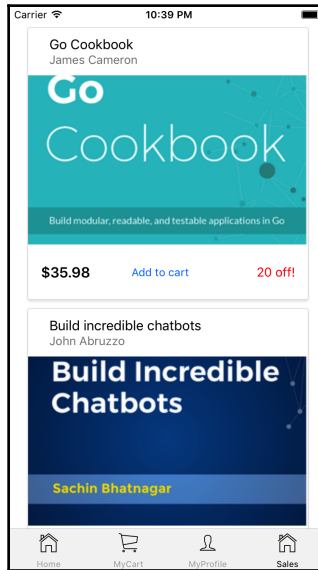 Carrier 10:39 PM
Go Cookbook
James Cameron
Go
Cookbook
Build modular, readable, and testable applications in Go
$35.98 Add to cart 20 off!
Build incredible chatbots
John Abruzzo
Build Incredible
Chatbots
Sachin Bhatnagar
Home MyCart MyProfile Sales